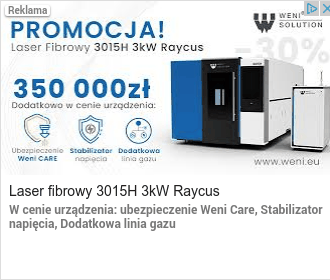 Reklama
WENI
SOLUTION
PROMOCJA!
Laser Fibrowy 3015H 3kW Raycus
-30%
350 000zł
Dodatkowo w cenie urządzenia:
Ubezpieczenie
Weni CARE
Stabilizator
napięcia
Dodatkowa
linia gazu
www.weni.eu
Laser fibrowy 3015H 3kW Raycus
W cenie urządzenia: ubezpieczenie Weni Care, Stabilizator
napięcia, Dodatkowa linia gazu